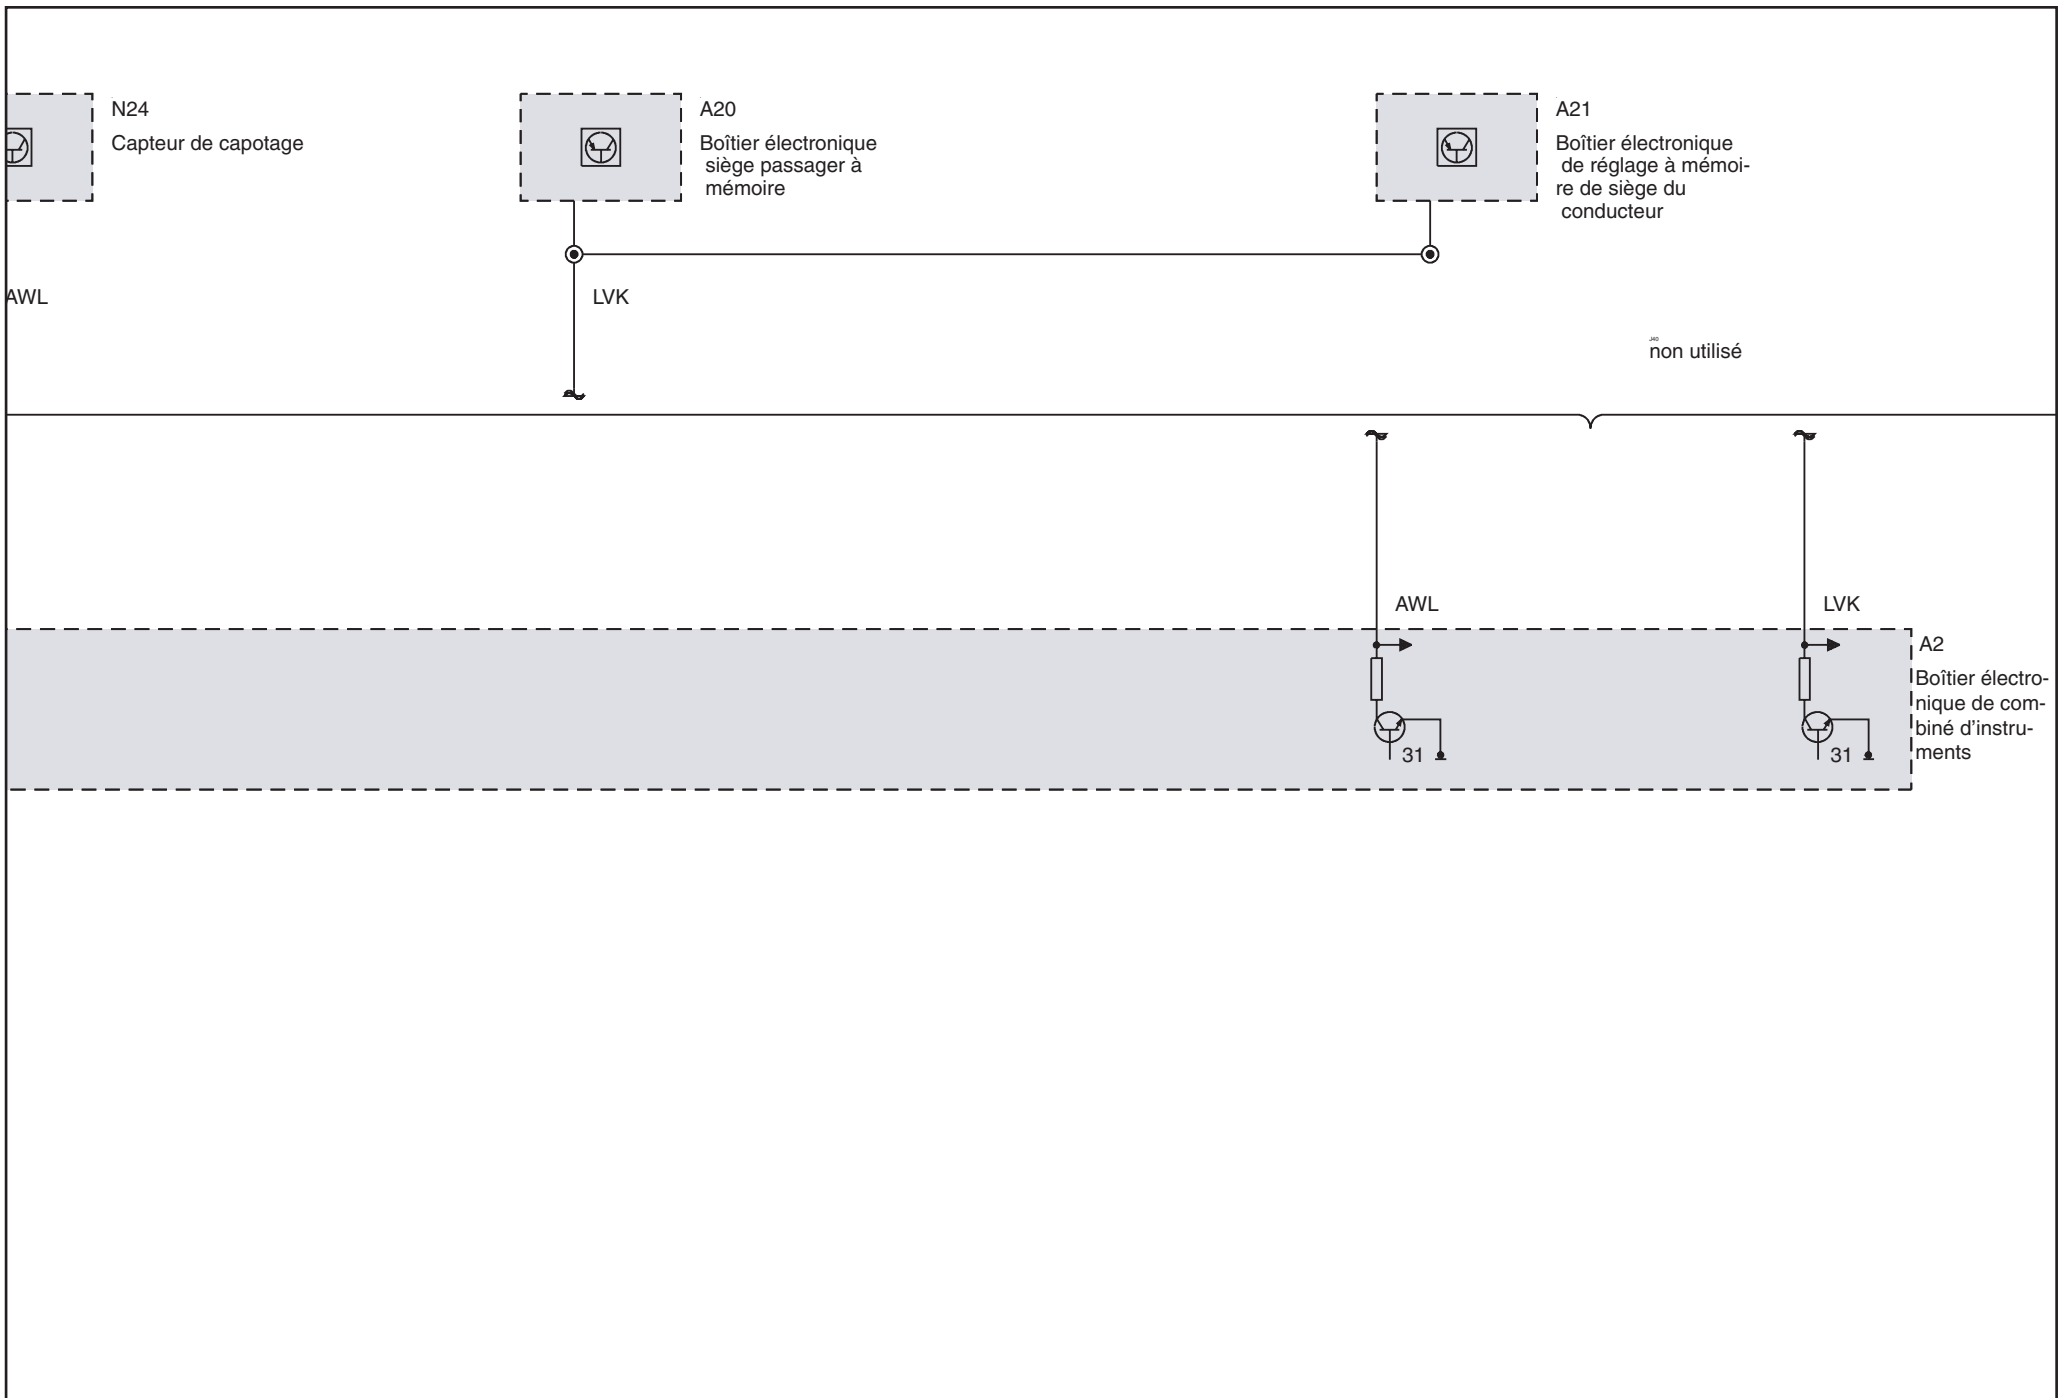 N24
Capteur de capotage
A20
Boîtier électronique
siège passager à
mémoire
A21
Boîtier électronique
de réglage à mémoi-
re de siège du
conducteur
AWL
LVK
J40
non utilisé
AWL
LVK
A2
Boîtier électro-
nique de com-
biné d’instru-
ments
31
31